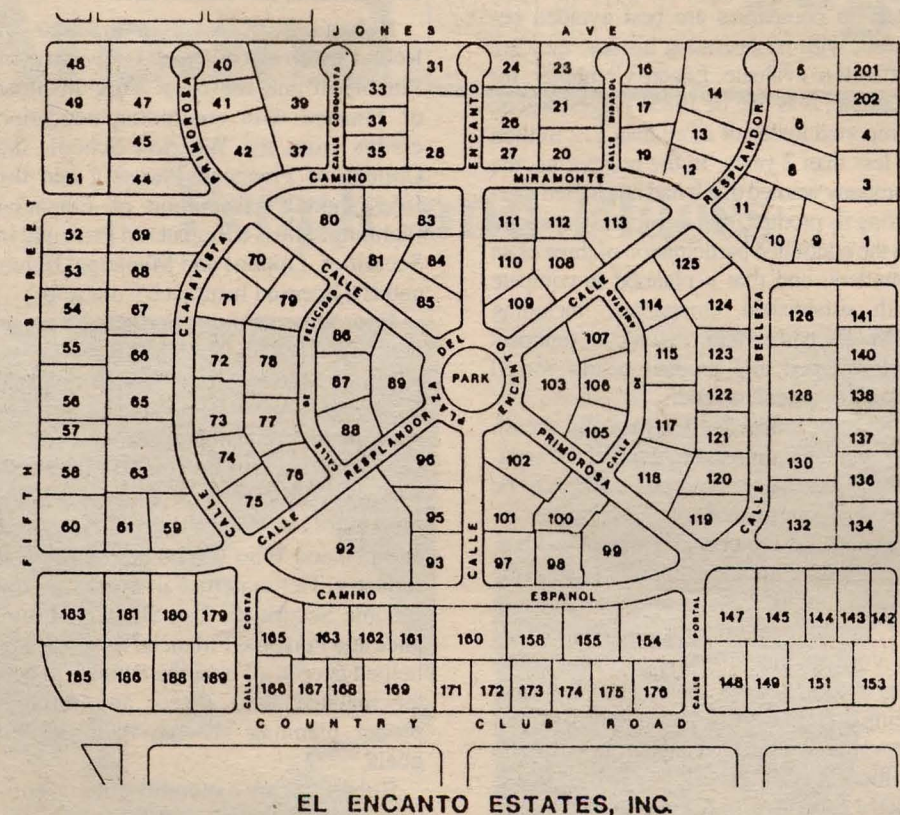 JONES AVE
48 40 31 24 23 16 5 201
47 39 33 14 202
49 41 21 17 6
45 34 26 13 4
42 37 35 28 27 20 19 12 8 3
51 44
PRIMOROSA
CALLE CONQUISTA
ENCANTO
CALLE GIRASOL
RESPLANDOR
CAMINO MIRAMONTE
11 10 9 1
80 83 111 112 113
52 69 70 81 84 110 108 125
53 68
71 79 85 109 114 124
54 67
126 141
STREET
CLARAVISTA
CALLE
FELICIDAD
DE
CALLE
CALLE
AMISTAD
DE
CALLE
BELLEZA
86 107
55 66 72 78 115 123 140
87 89 103 106
56 65 122 128 138
PLAZA DEL ENCANTO
PARK
73 77 88 105 117 121 137
57
74 76 96 102 118 120 130 136
58 63
RESPLANDOR
CALLE
PRIMOROSA
CALLE
CALLE
CALLE
75 95 101 100 119
60 61 59 132 134
92 93 97 98 99
FIFTH
CAMINO ESPANOL
183 181 180 179
CALLE CORTA
165 163 162 161 160 158 155 154
CALLE PORTAL
147 145 144 143 142
185 186 188 189
166 167 168 169 171 172 173 174 175 176
148 149 151 153
COUNTRY CLUB ROAD
EL ENCANTO ESTATES, INC.